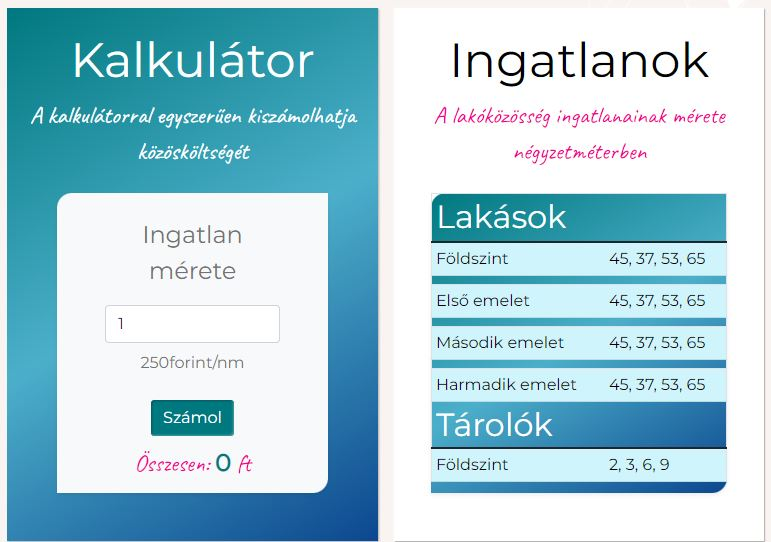 Kalkulátor
A kalkulátorral egyszerűen kiszámolhatja
közösköltségét
Ingatlan
mérete
1
250forint/nm
Számol
Összesen: 0 Ft
Ingatlanok
A lakóközösség ingatlanainak mérete
négyzetméterben
Lakások
Földszint 45, 37, 53, 65
Első emelet 45, 37, 53, 65
Második emelet 45, 37, 53, 65
Harmadik emelet 45, 37, 53, 65
Tárolók
Földszint 2, 3, 6, 9